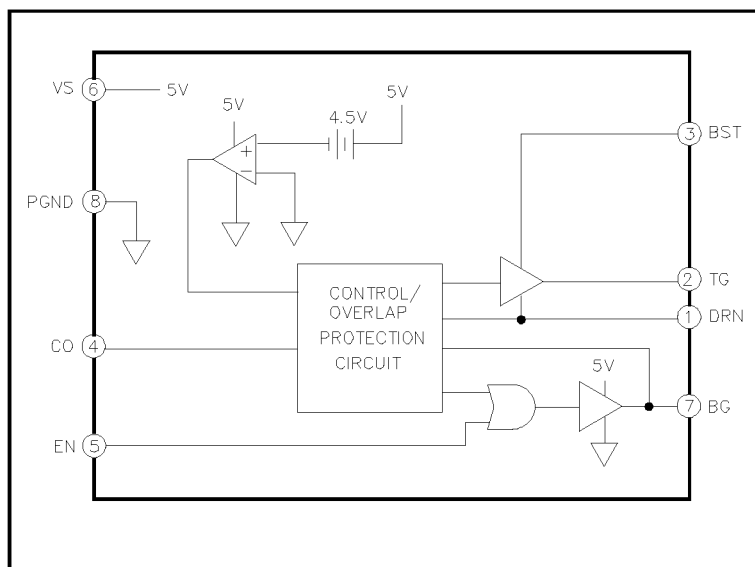 VS 6 5V
5V
4.5V
5V
3 BST
+
−
PGND 8
2 TG
1 DRN
CONTROL/
OVERLAP
PROTECTION
CIRCUIT
CO 4
5V
7 BG
EN 5